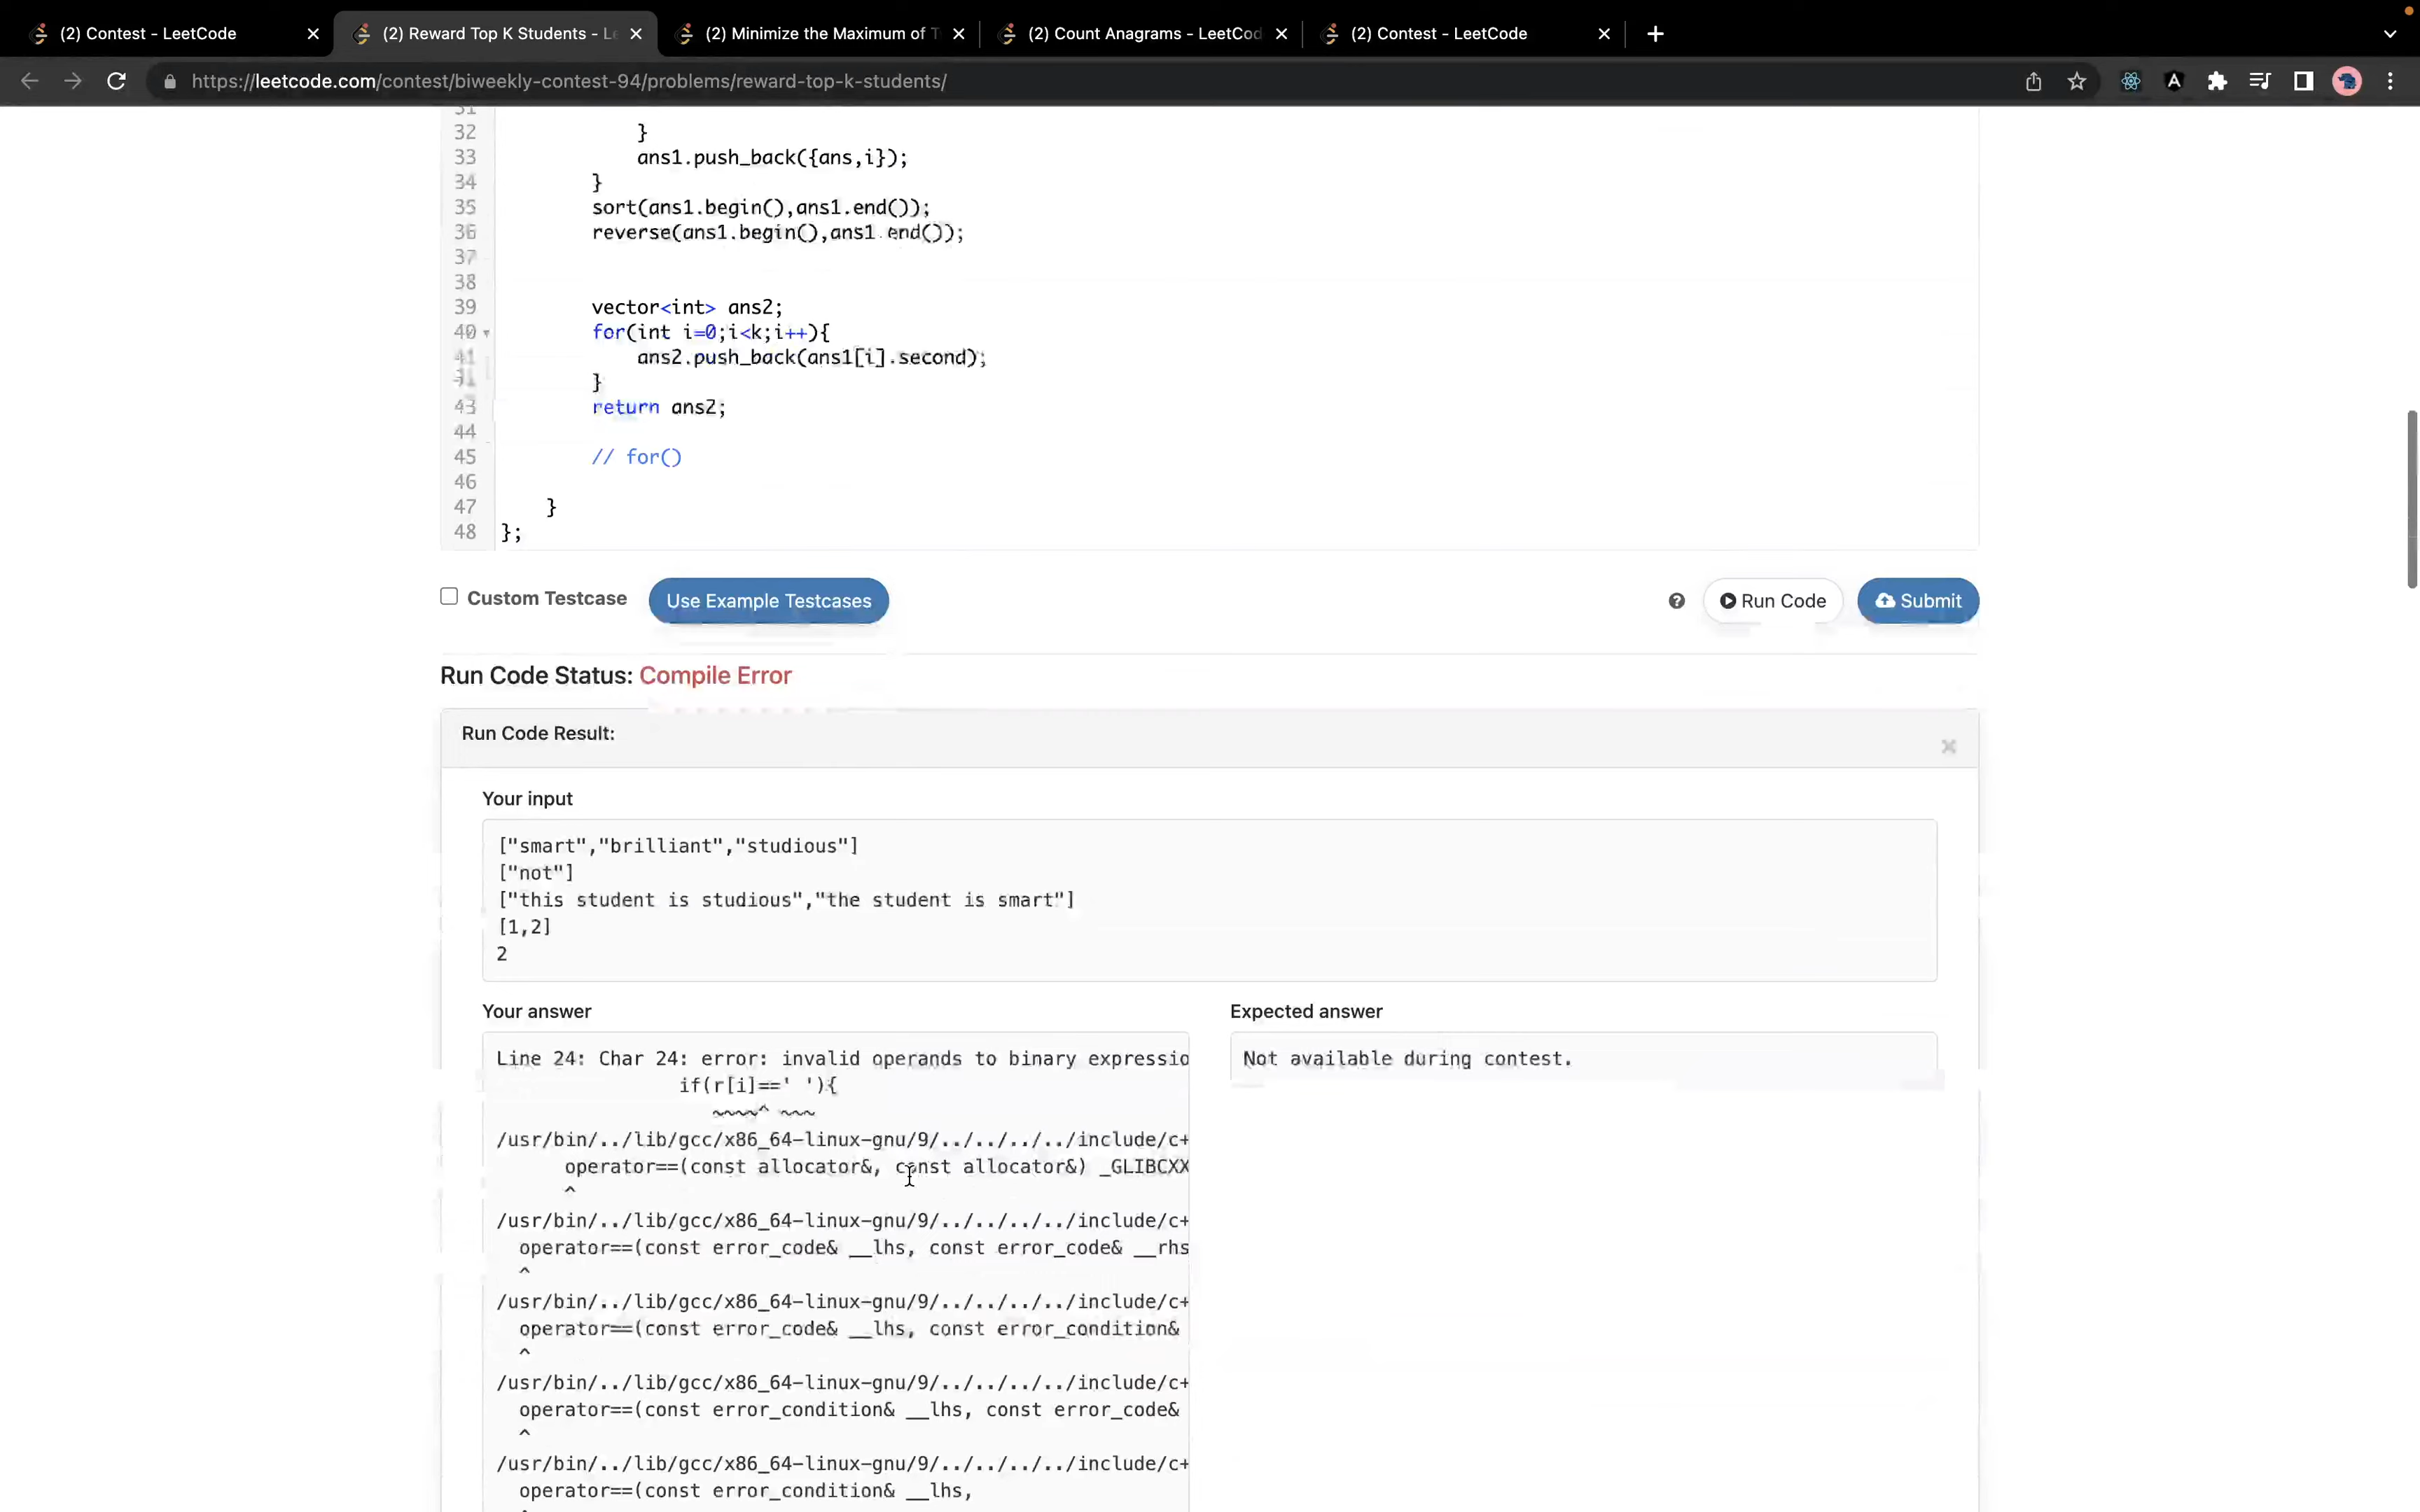 (2) Contest - LeetCode
(2) Reward Top K Students - Le
(2) Minimize the Maximum of T
(2) Count Anagrams - LeetCod
(2) Contest - LeetCode
https://leetcode.com/contest/biweekly-contest-94/problems/reward-top-k-students/
31
32 }
33 ans1.push_back({ans,i});
34 }
35 sort(ans1.begin(),ans1.end());
36 reverse(ans1.begin(),ans1.end());
37
38
39 vector<int> ans2;
40 for(int i=0;i<k;i++){
41 ans2.push_back(ans1[i].second);
}
43 return ans2;
44
45 // for()
46
47 }
48 };
Custom Testcase
Use Example Testcases
Run Code
Submit
Run Code Status: Compile Error
Run Code Result:
Your input
["smart","brilliant","studious"]
["not"]
["this student is studious","the student is smart"]
[1,2]
2
Your answer
Expected answer
Line 24: Char 24: error: invalid operands to binary expressio
Not available during contest.
if(r[i]==' '){
~~~~^ ~~~
/usr/bin/../lib/gcc/x86_64-linux-gnu/9/../../../../include/c+
operator==(const allocator&, const allocator&) _GLIBCXX
^
/usr/bin/../lib/gcc/x86_64-linux-gnu/9/../../../../include/c+
operator==(const error_code& __lhs, const error_code& __rhs
^
/usr/bin/../lib/gcc/x86_64-linux-gnu/9/../../../../include/c+
operator==(const error_code& __lhs, const error_condition&
^
/usr/bin/../lib/gcc/x86_64-linux-gnu/9/../../../../include/c+
operator==(const error_condition& __lhs, const error_code&
^
/usr/bin/../lib/gcc/x86_64-linux-gnu/9/../../../../include/c+
operator==(const error_condition& __lhs,